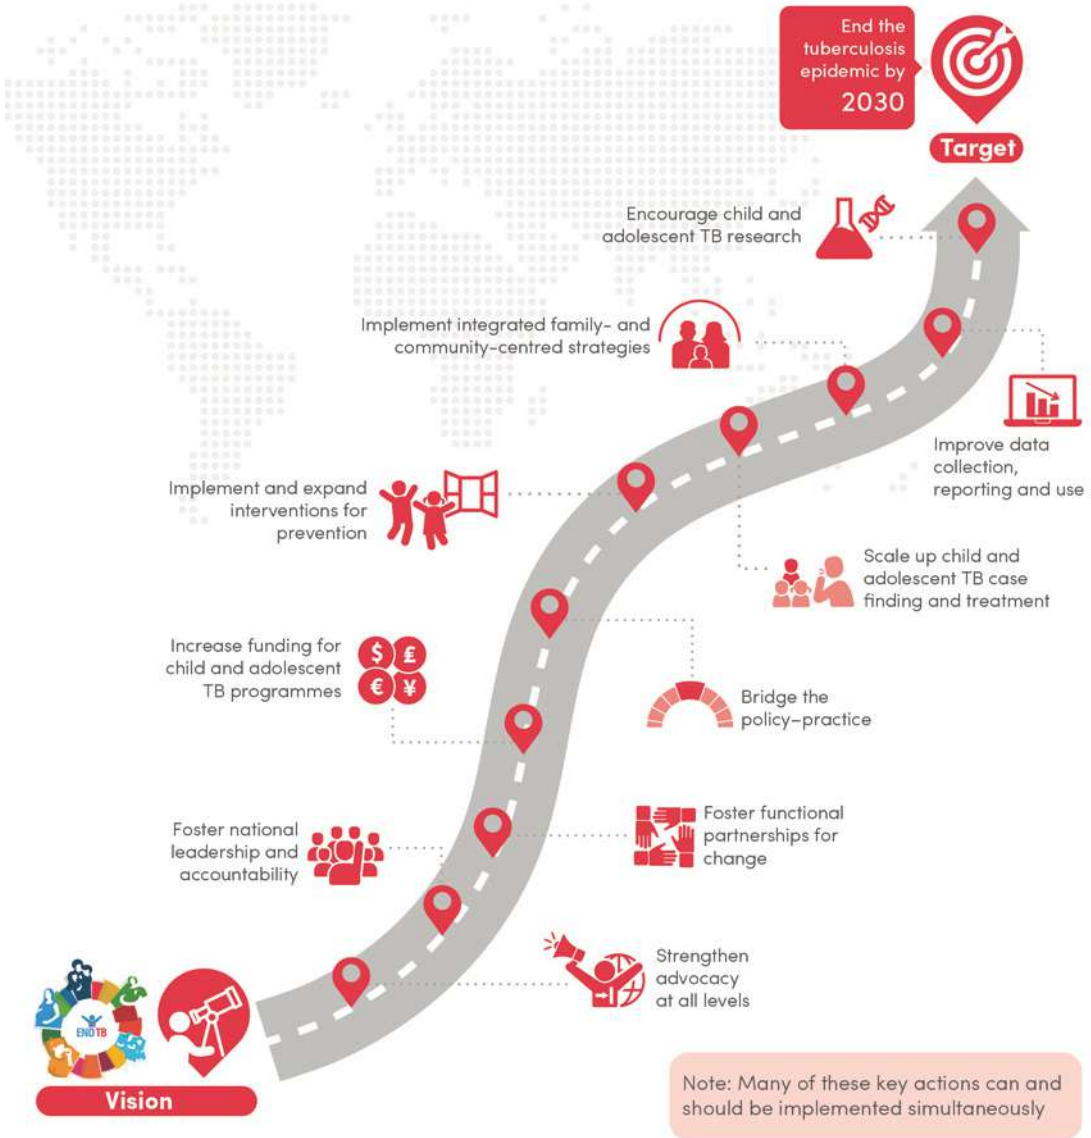 End the
tuberculosis
epidemic by
2030
Target
Encourage child and
adolescent TB research
Implement integrated family- and
community-centred strategies
Improve data
collection,
reporting and use
Implement and expand
interventions for
prevention
Scale up child and
adolescent TB case
finding and treatment
Increase funding for
child and adolescent
TB programmes
$ £
€ ¥
Bridge the
policy–practice
Foster functional
partnerships for
change
Foster national
leadership and
accountability
Strengthen
advocacy
at all levels
END TB
Vision
Note: Many of these key actions can and
should be implemented simultaneously